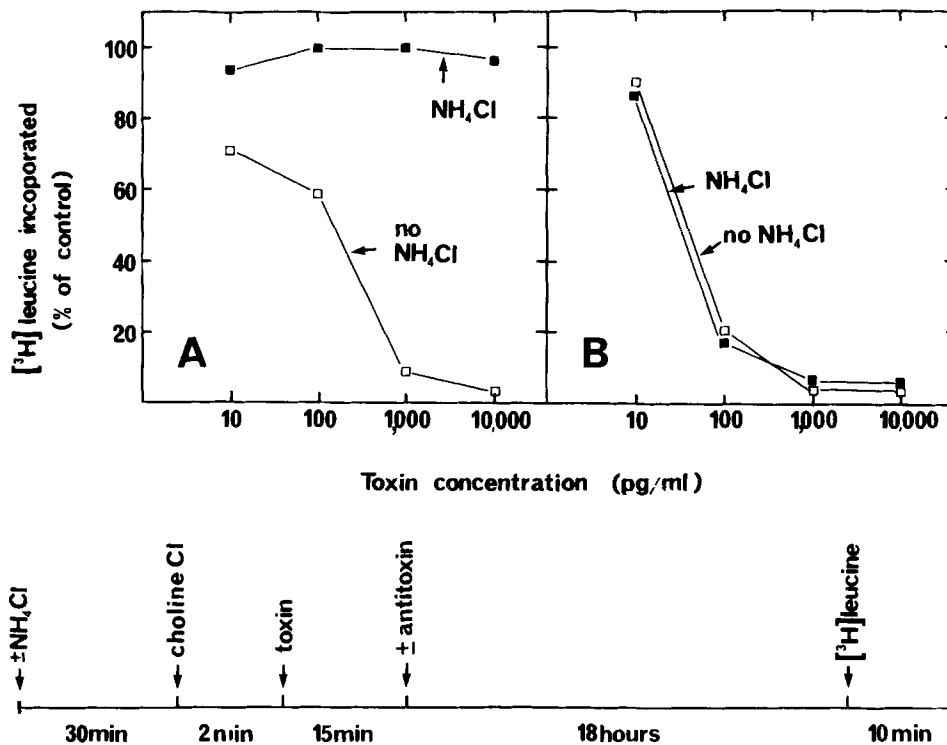 [³H] leucine incoporated
(% of control)
100
80
60
40
20
NH₄Cl
no
NH₄Cl
A
10 100 1,000 10,000
NH₄Cl
no NH₄Cl
B
10 100 1,000 10,000
Toxin concentration (pg/ml)
±NH₄Cl
choline Cl
toxin
± antitoxin
[³H]leucine
30min 2min 15min 18hours 10min